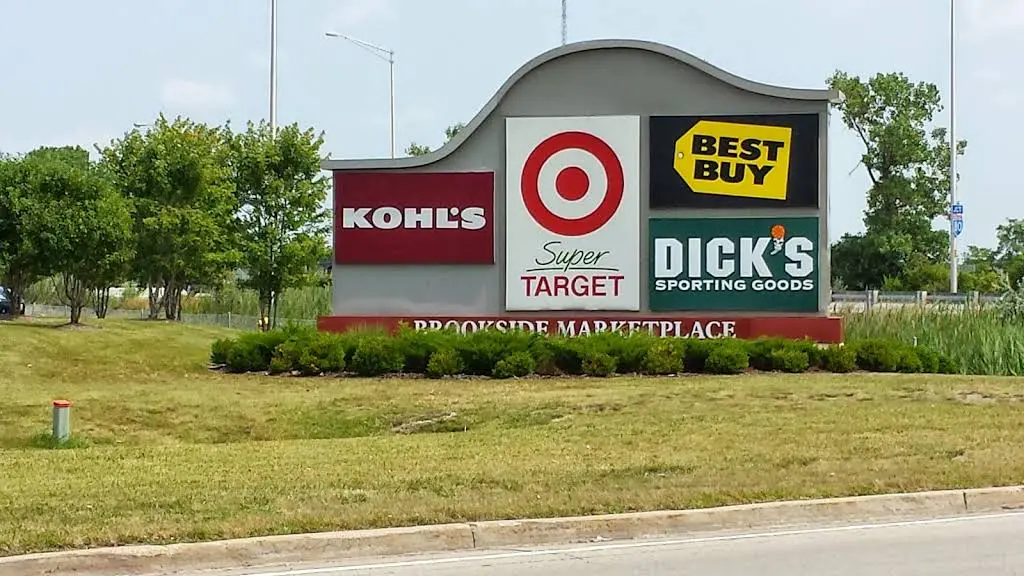 KOHL'S
Super
TARGET
BEST
BUY
DICK'S
SPORTING GOODS
BROOKSIDE MARKETPLACE